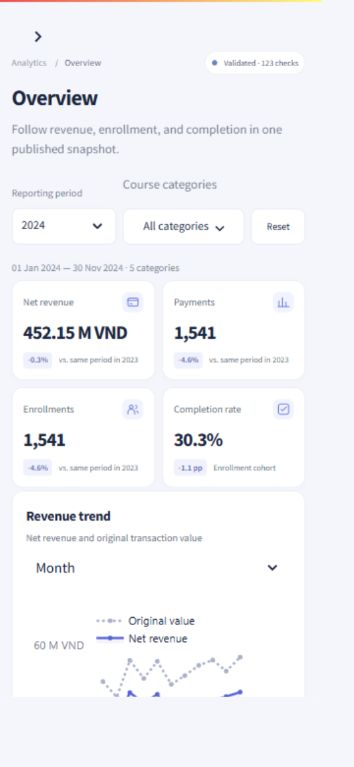 Analytics / Overview
Validated · 123 checks
Overview
Follow revenue, enrollment, and completion in one
published snapshot.
Reporting period
Course categories
2024
All categories
Reset
01 Jan 2024 — 30 Nov 2024 · 5 categories
Net revenue
452.15 M VND
-0.3% vs. same period in 2023
Payments
1,541
-4.6% vs. same period in 2023
Enrollments
1,541
-4.6% vs. same period in 2023
Completion rate
30.3%
-1.1 pp Enrollment cohort
Revenue trend
Net revenue and original transaction value
Month
Original value
Net revenue
60 M VND